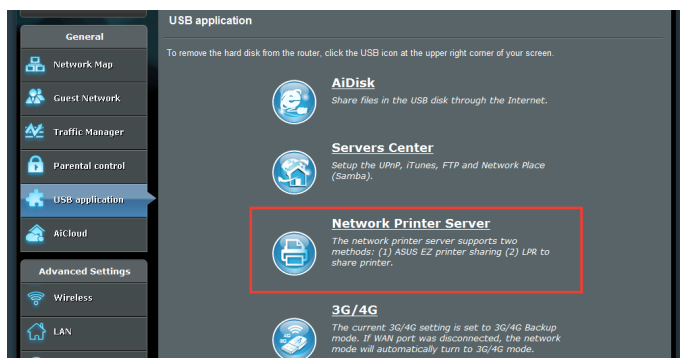 USB application
To remove the hard disk from the router, click the USB icon at the upper right corner of your screen.
General
Network Map
Guest Network
Traffic Manager
Parental control
USB application
AiCloud
Advanced Settings
Wireless
LAN
AiDisk
Share files in the USB disk through the Internet.
Servers Center
Setup the UPnP, iTunes, FTP and Network Place
(Samba).
Network Printer Server
The network printer server supports two
methods: (1) ASUS EZ printer sharing (2) LPR to
share printer.
3G/4G
The current 3G/4G setting is set to 3G/4G Backup
mode. If WAN port was disconnected, the network
mode will automatically turn to 3G/4G mode.